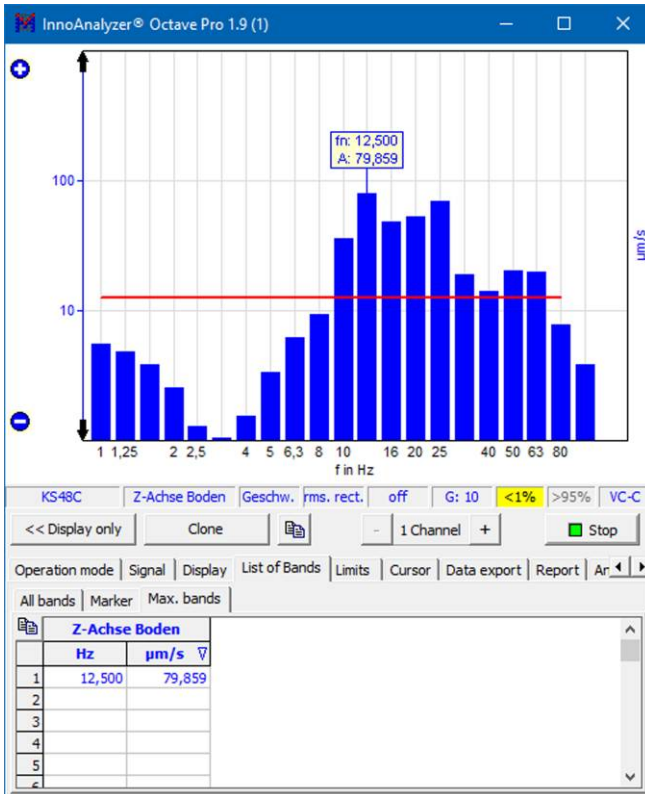 InnoAnalyzer® Octave Pro 1.9 (1)
fn: 12,500
A: 79,859
100
10
µm/s
1 1,25 2 2,5 4 5 6,3 8 10 16 20 25 40 50 63 80
f in Hz
KS48C Z-Achse Boden Geschw. rms. rect. off G: 10 <1% >95% VC-C
<< Display only Clone - 1 Channel + Stop
Operation mode Signal Display List of Bands Limits Cursor Data export Report
All bands Marker Max. bands
Z-Achse Boden
Hz µm/s
1 12,500 79,859
2
3
4
5